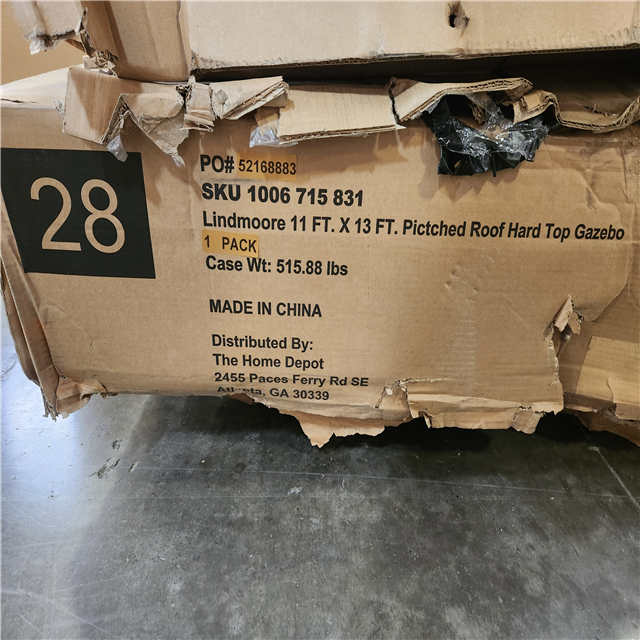 28
PO# 52168883
SKU 1006 715 831
Lindmoore 11 FT. X 13 FT. Pictched Roof Hard Top Gazebo
1 PACK
Case Wt: 515.88 lbs
MADE IN CHINA
Distributed By:
The Home Depot
2455 Paces Ferry Rd SE
Atlanta, GA 30339